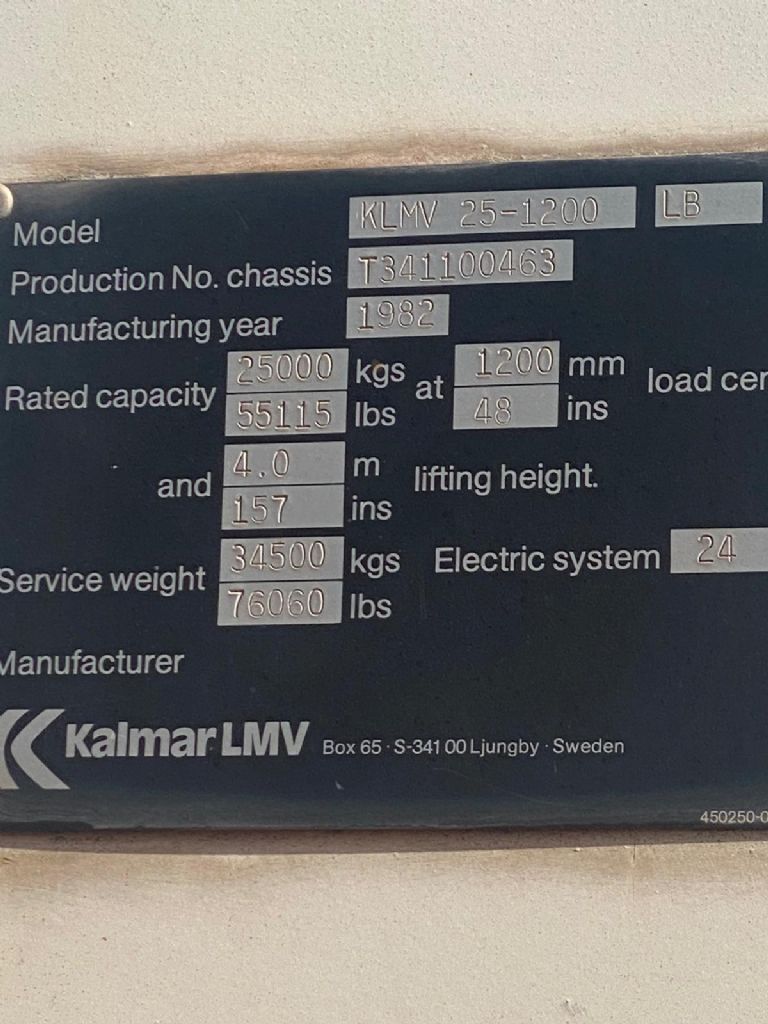 Model KLMV 25-1200 LB
Production No. chassis T341100463
Manufacturing year 1982
Rated capacity 25000 kgs at 1200 mm load cer
55115 lbs 48 ins
and 4.0 m lifting height.
157 ins
Service weight 34500 kgs Electric system 24
76060 lbs
Manufacturer
Kalmar LMV Box 65 · S-341 00 Ljungby · Sweden
450250-0